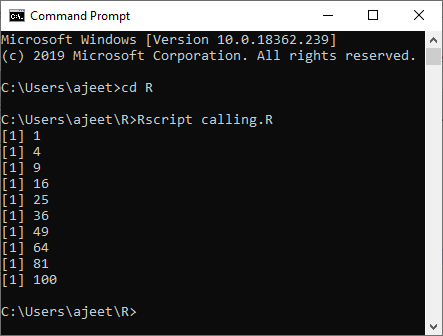 Command Prompt
Microsoft Windows [Version 10.0.18362.239]
(c) 2019 Microsoft Corporation. All rights reserved.
C:\Users\ajeet>cd R
C:\Users\ajeet\R>Rscript calling.R
[1] 1
[1] 4
[1] 9
[1] 16
[1] 25
[1] 36
[1] 49
[1] 64
[1] 81
[1] 100
C:\Users\ajeet\R>